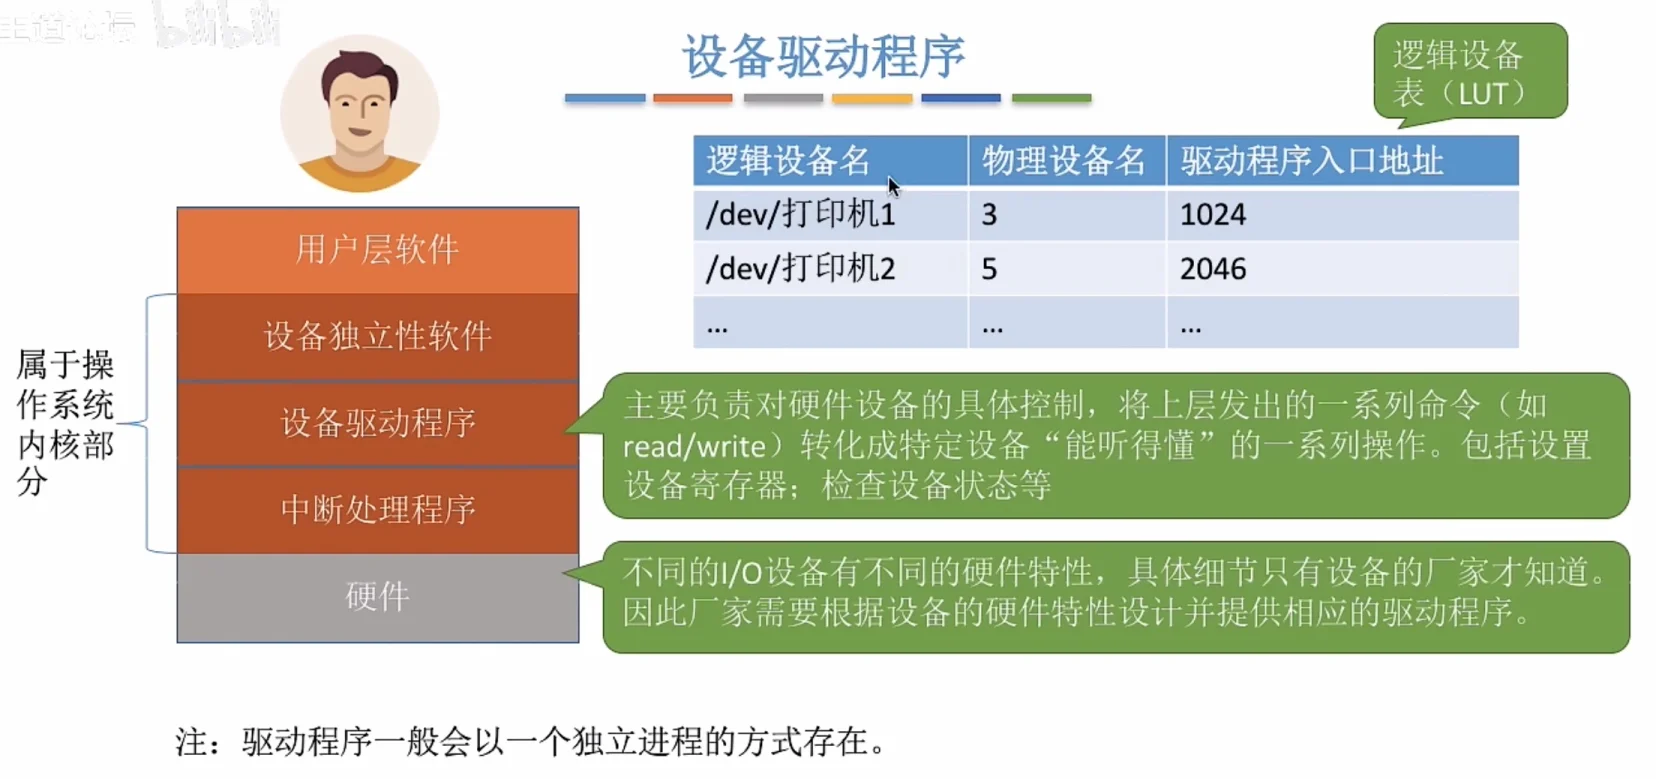 王道论坛 bilibili
设备驱动程序
逻辑设备
表（LUT）
逻辑设备名 物理设备名 驱动程序入口地址
/dev/打印机1 3 1024
/dev/打印机2 5 2046
... ... ...
用户层软件
设备独立性软件
设备驱动程序
中断处理程序
硬件
属于操
作系统
内核部
分
主要负责对硬件设备的具体控制，将上层发出的一系列命令（如
read/write）转化成特定设备“能听得懂”的一系列操作。包括设置
设备寄存器；检查设备状态等
不同的I/O设备有不同的硬件特性，具体细节只有设备的厂家才知道。
因此厂家需要根据设备的硬件特性设计并提供相应的驱动程序。
注：驱动程序一般会以一个独立进程的方式存在。